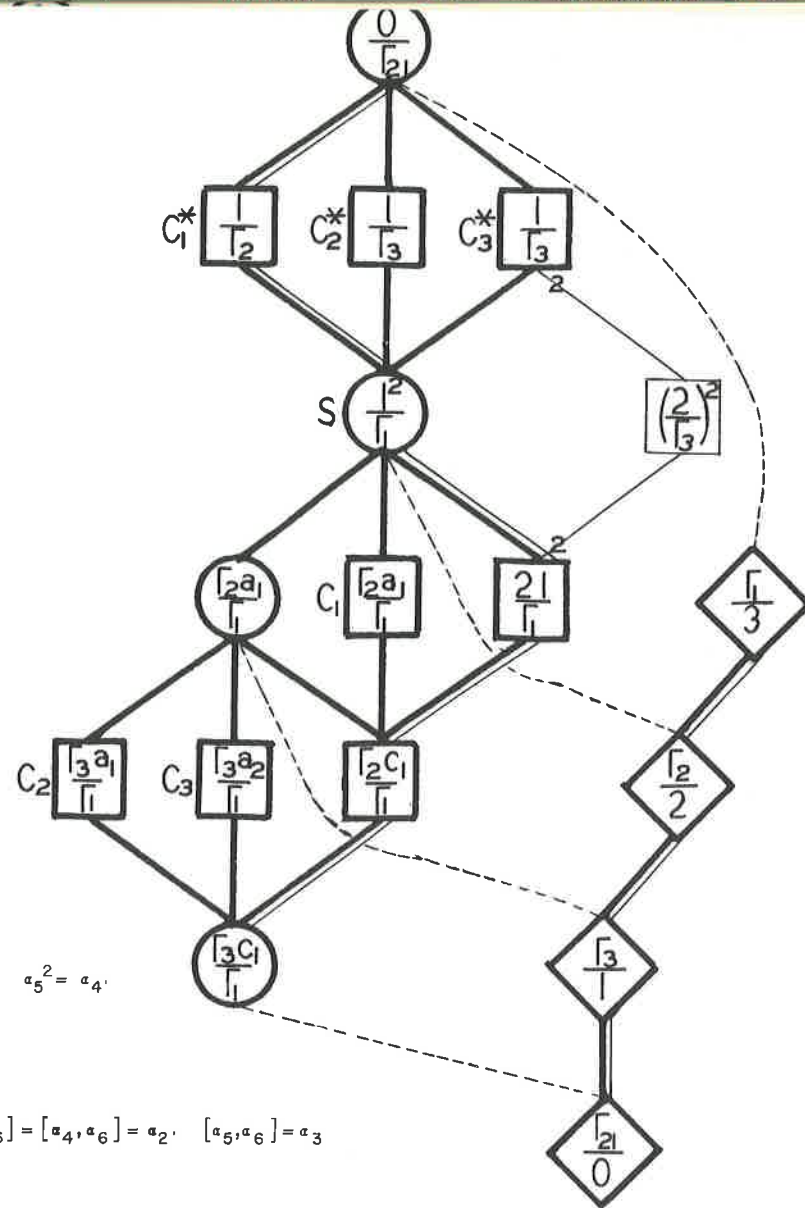 0/Γ₂₁
C₁* 1/Γ₂ C₂* 1/Γ₃ C₃* 1/Γ₃
2
S 1²/Γ₁ (2/Γ₃)²
2
Γ₂a₁/Γ₁ C₁ Γ₂a₁/Γ₁ 21/Γ₁ Γ₁/3
C₂ Γ₃a₁/Γ₁ C₃ Γ₃a₂/Γ₁ Γ₂c₁/Γ₁ Γ₂/2
Γ₃c₁/Γ₁ Γ₃/1
α₅² = α₄.
] = [α₄,α₆] = α₂. [α₅,α₆] = α₃
Γ₂₁/0